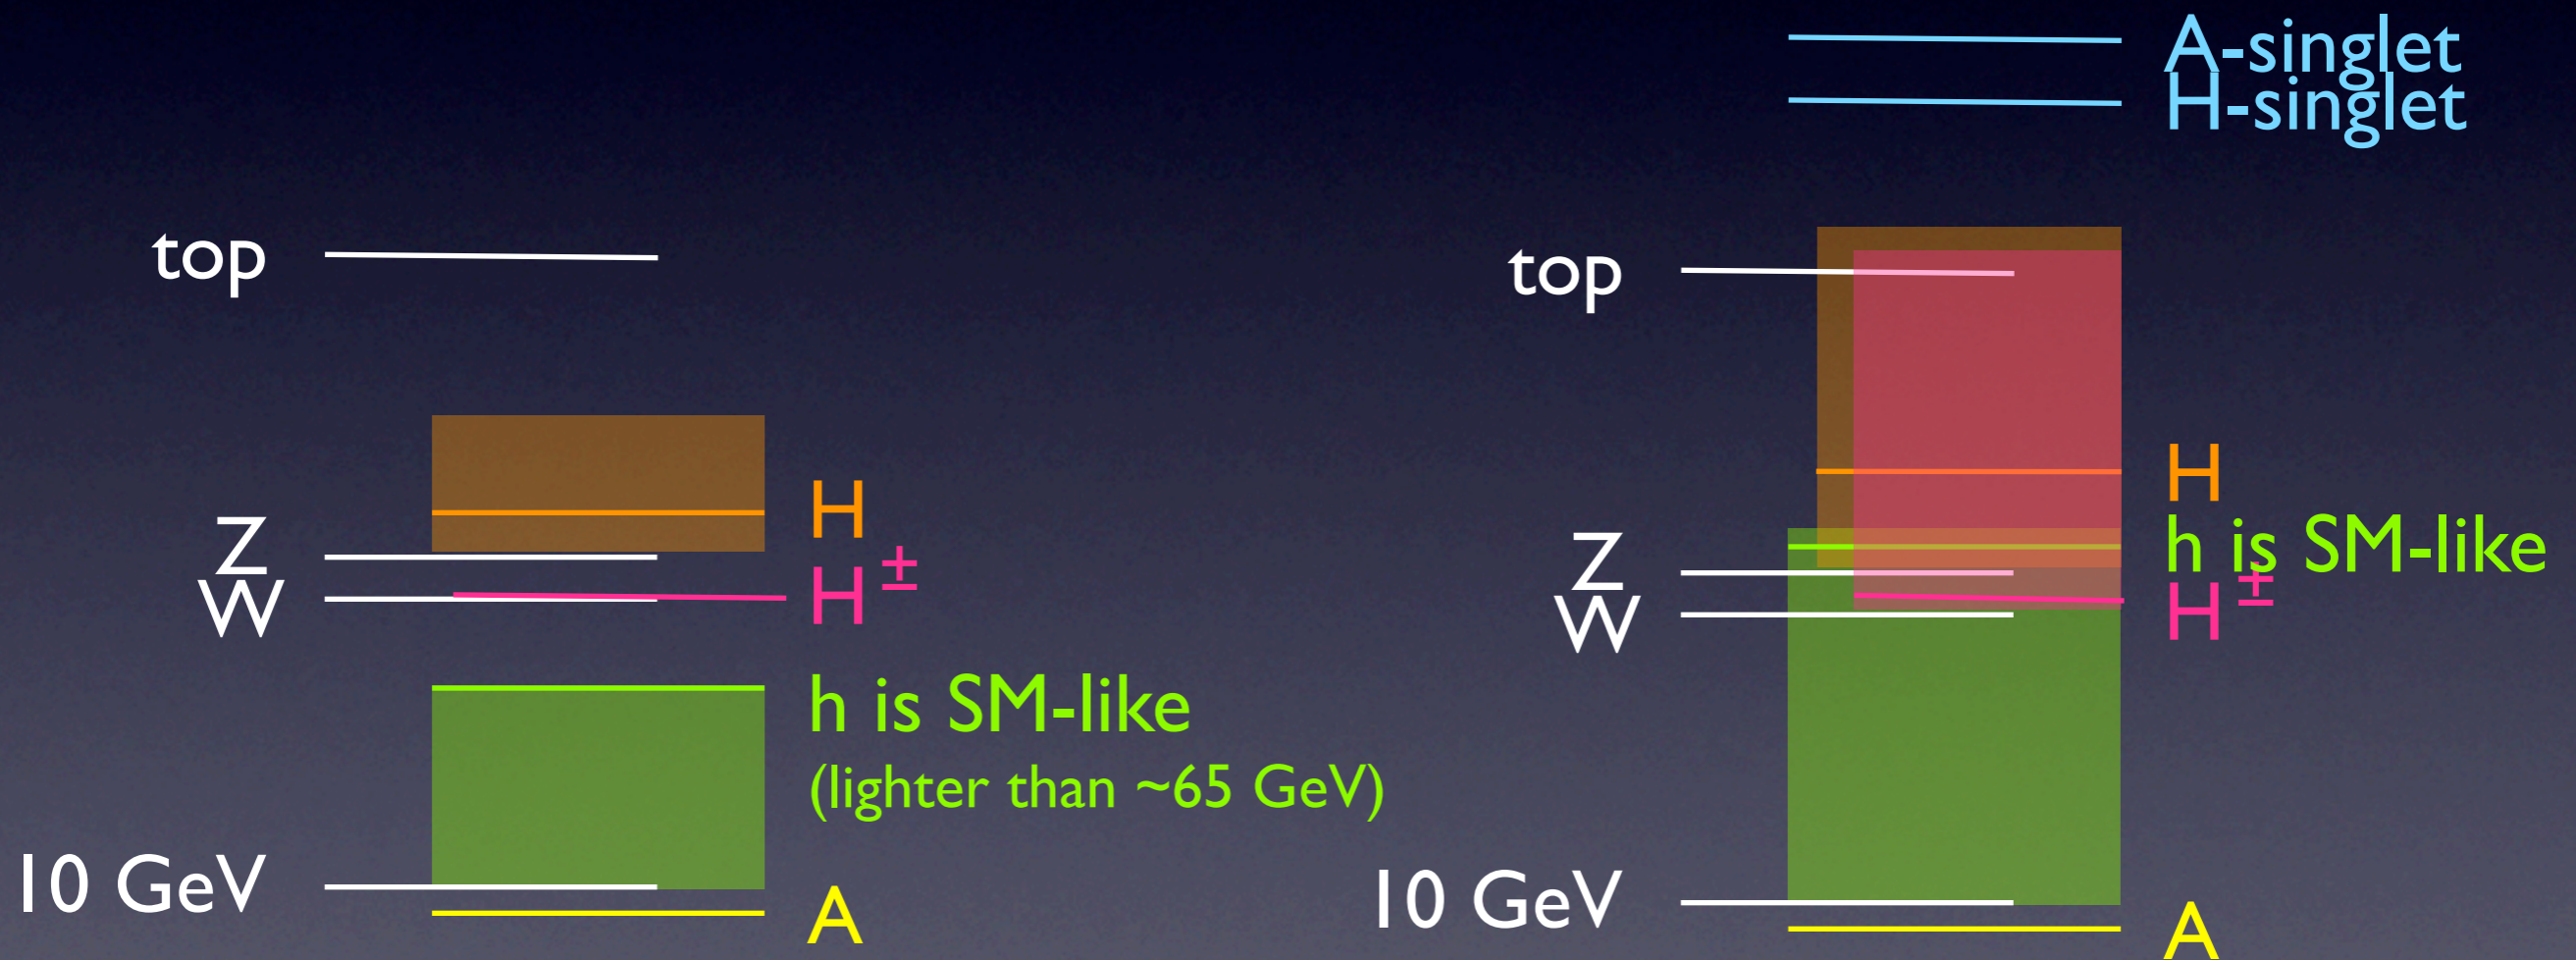 top
Z
W
H
H ±
h is SM-like
(lighter than ~65 GeV)
10 GeV
A
A-singlet
H-singlet
top
Z
W
H
h is SM-like
H ±
10 GeV
A